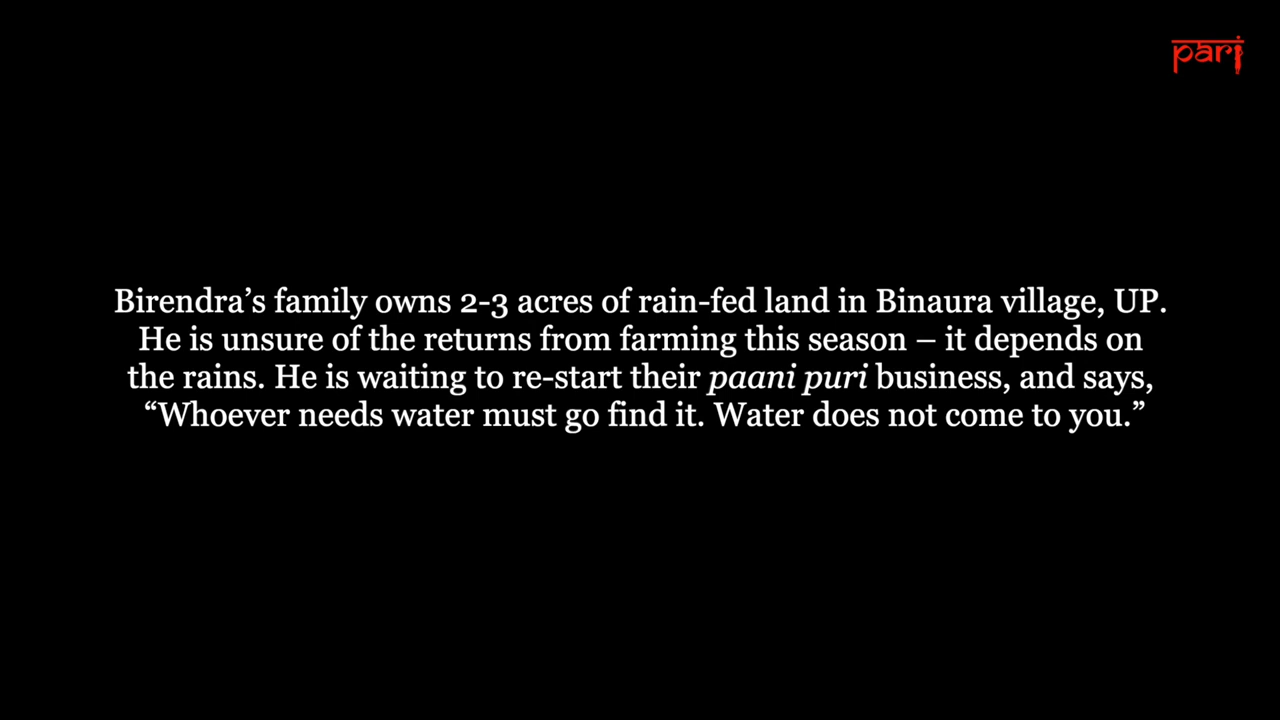 pari
Birendra’s family owns 2-3 acres of rain-fed land in Binaura village, UP.
He is unsure of the returns from farming this season – it depends on
the rains. He is waiting to re-start their paani puri business, and says,
“Whoever needs water must go find it. Water does not come to you.”